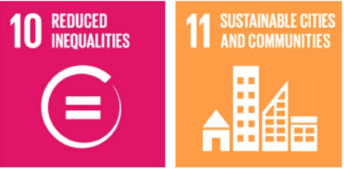 10 REDUCED
INEQUALITIES
11 SUSTAINABLE CITIES
AND COMMUNITIES